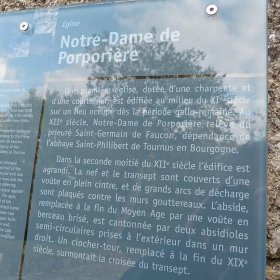 Eglise
Notre-Dame de
Porporière
Une première église, dotée d'une charpente et
d'une courte nef, est édifiée au milieu du XIe siècle
sur un lieu occupé dès la période gallo-romaine. Au
XIIe siècle, Notre-Dame de Porporière relève du
prieuré Saint-Germain de Faucon, dépendance de
l'abbaye Saint-Philibert de Tournus en Bourgogne.
Dans la seconde moitié du XIIe siècle l'édifice est
agrandi. La nef et le transept sont couverts d'une
voûte en plein cintre, et de grands arcs de décharge
sont plaqués contre les murs gouttereaux. L'abside,
remplacée à la fin du Moyen Age par une voûte en
berceau brisé, est cantonnée par deux absidioles
semi-circulaires prises à l'extérieur dans un mur
droit. Un clocher-tour, remplacé à la fin du XIXe
siècle, surmontait la croisée du transept.